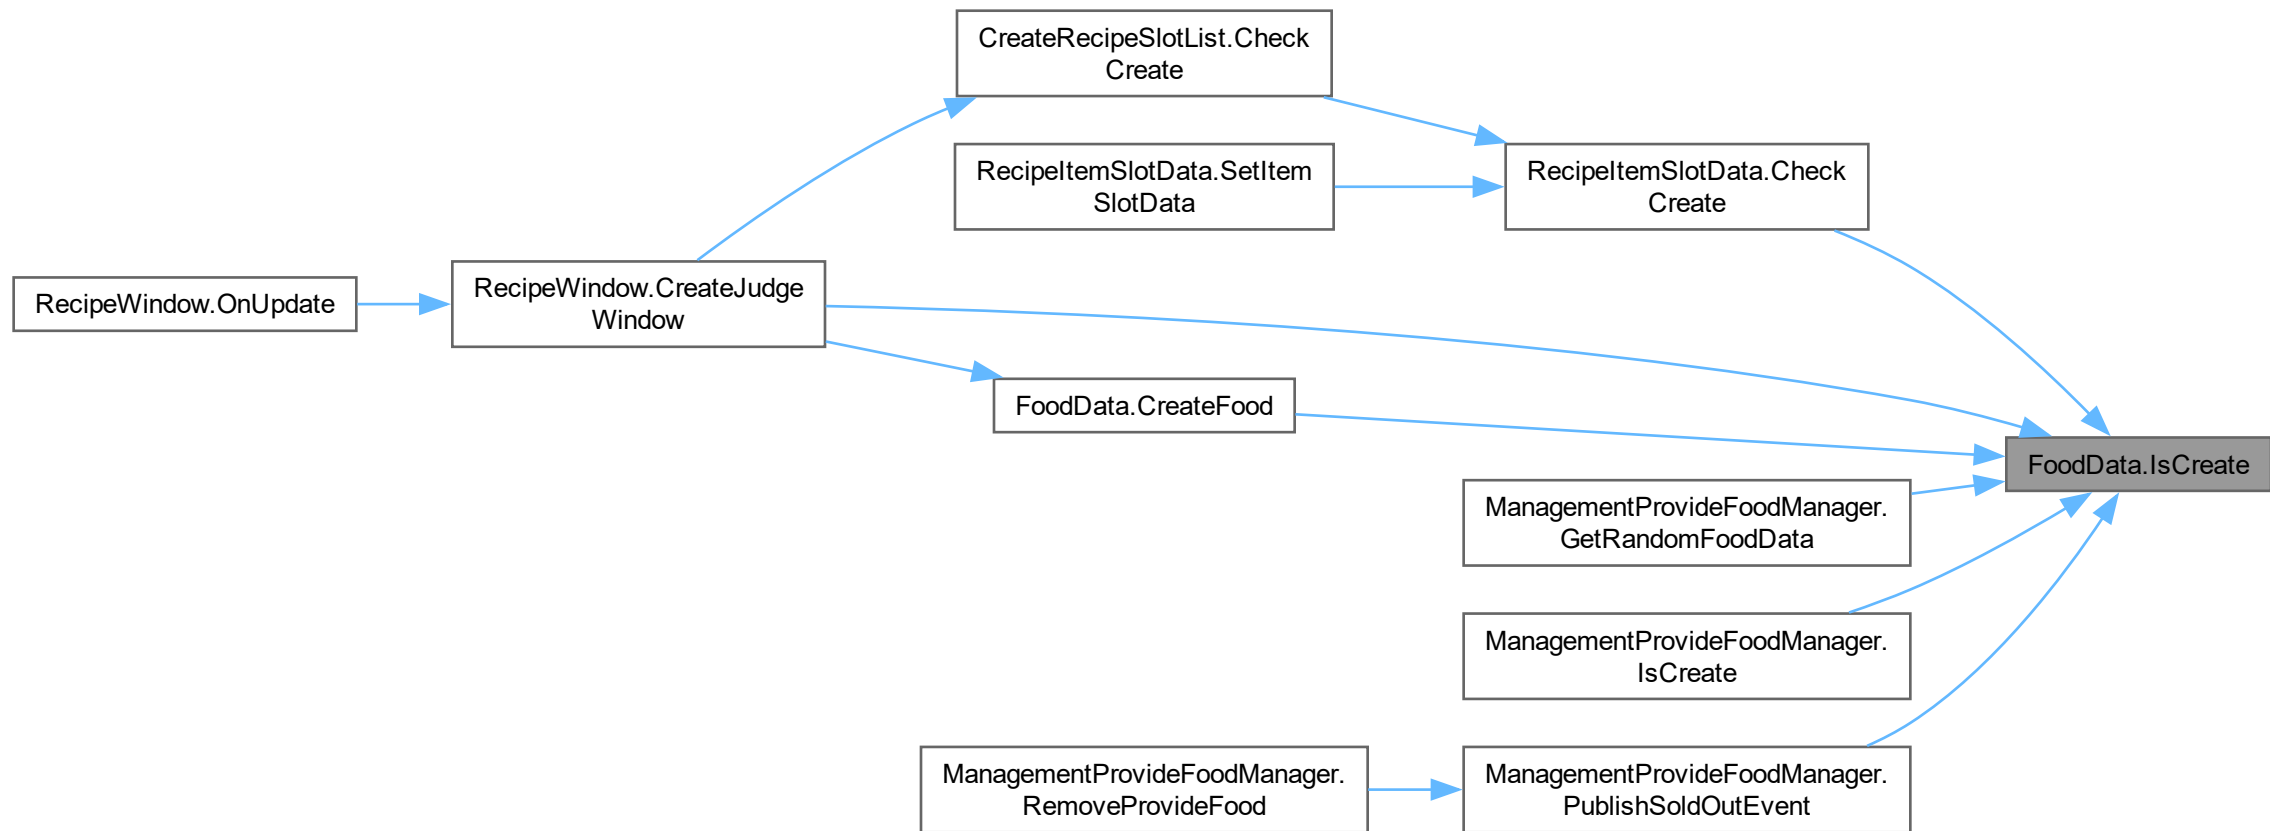 CreateRecipeSlotList.Check
Create
RecipeItemSlotData.SetItem
SlotData
RecipeItemSlotData.Check
Create
RecipeWindow.OnUpdate
RecipeWindow.CreateJudge
Window
FoodData.CreateFood
FoodData.IsCreate
ManagementProvideFoodManager.
GetRandomFoodData
ManagementProvideFoodManager.
IsCreate
ManagementProvideFoodManager.
RemoveProvideFood
ManagementProvideFoodManager.
PublishSoldOutEvent